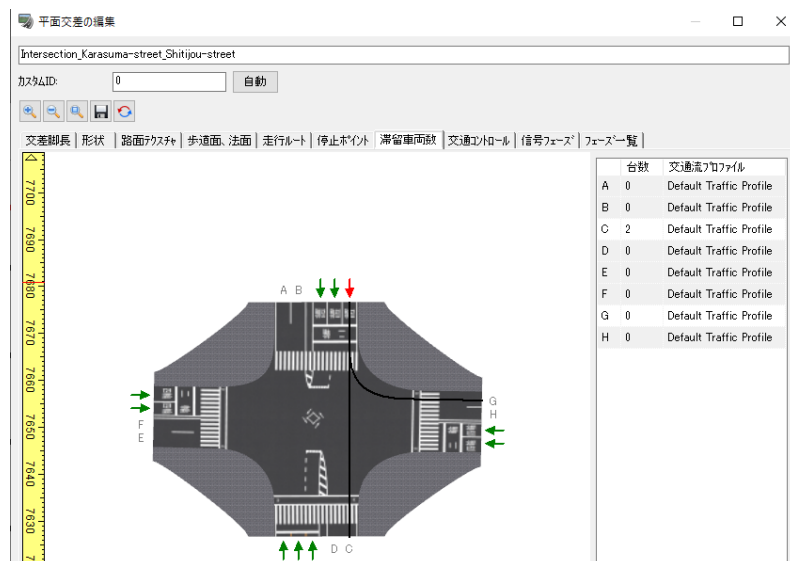 平面交差の編集
Intersection_Karasuma-street_Shitijou-street
カスタムID: 0 自動
交差脚長 形状 路面テクスチャ 歩道面、法面 走行ルート 停止ポイント 滞留車両数 交通コントロール 信号フェーズ フェーズ一覧
台数 交通流プロファイル
A 0 Default Traffic Profile
B 0 Default Traffic Profile
C 2 Default Traffic Profile
D 0 Default Traffic Profile
E 0 Default Traffic Profile
F 0 Default Traffic Profile
G 0 Default Traffic Profile
H 0 Default Traffic Profile
7700
7690
7680
7670
7660
7650
7640
7630
A B
G
H
F
E
D C